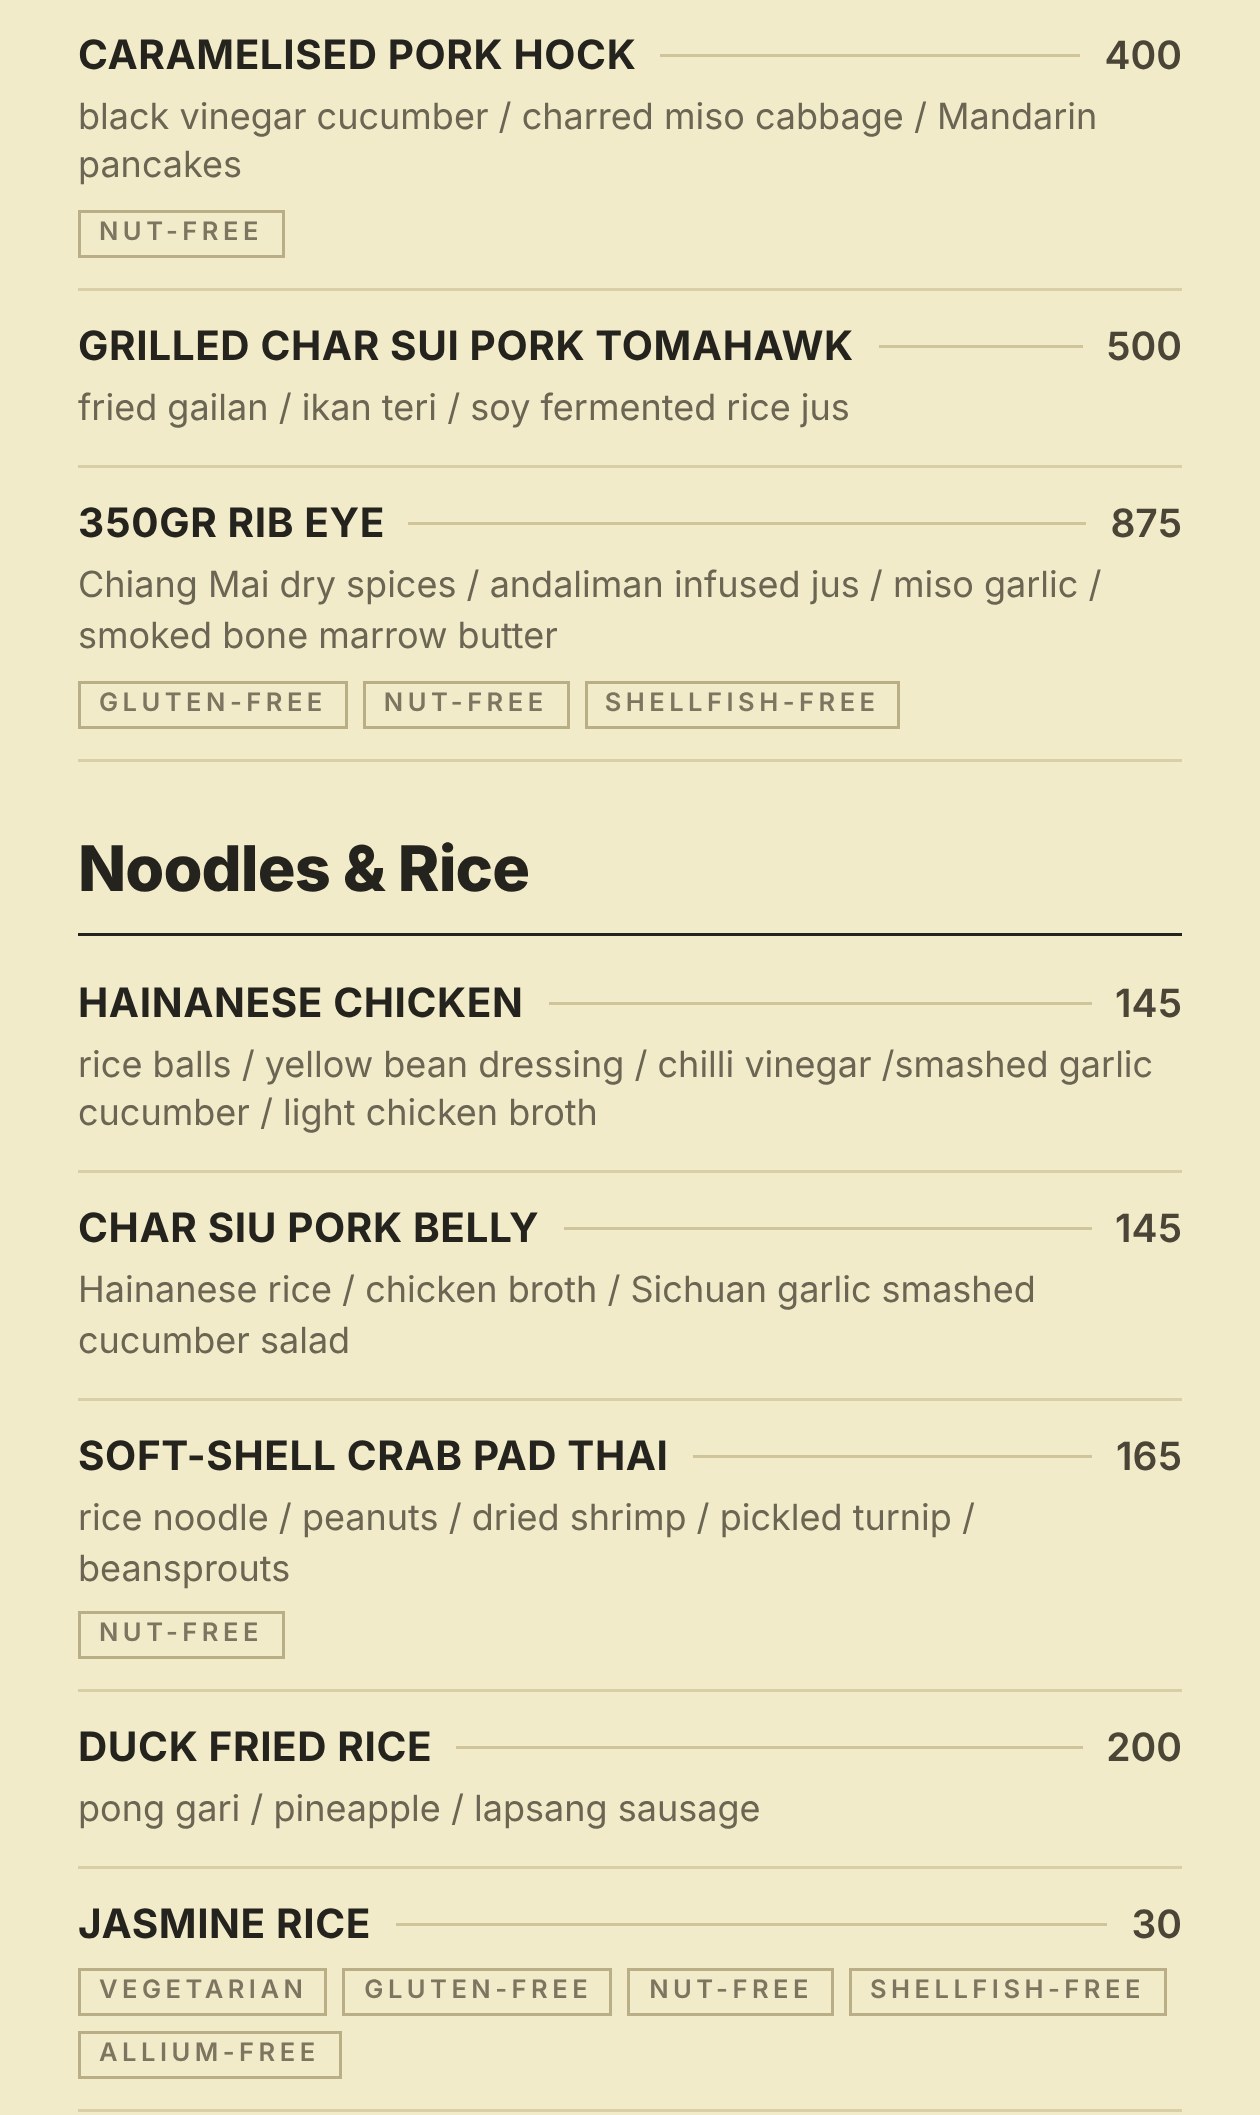 CARAMELISED PORK HOCK 400
black vinegar cucumber / charred miso cabbage / Mandarin
pancakes
NUT-FREE
GRILLED CHAR SUI PORK TOMAHAWK 500
fried gailan / ikan teri / soy fermented rice jus
350GR RIB EYE 875
Chiang Mai dry spices / andaliman infused jus / miso garlic /
smoked bone marrow butter
GLUTEN-FREE NUT-FREE SHELLFISH-FREE
Noodles & Rice
HAINANESE CHICKEN 145
rice balls / yellow bean dressing / chilli vinegar /smashed garlic
cucumber / light chicken broth
CHAR SIU PORK BELLY 145
Hainanese rice / chicken broth / Sichuan garlic smashed
cucumber salad
SOFT-SHELL CRAB PAD THAI 165
rice noodle / peanuts / dried shrimp / pickled turnip /
beansprouts
NUT-FREE
DUCK FRIED RICE 200
pong gari / pineapple / lapsang sausage
JASMINE RICE 30
VEGETARIAN GLUTEN-FREE NUT-FREE SHELLFISH-FREE
ALLIUM-FREE